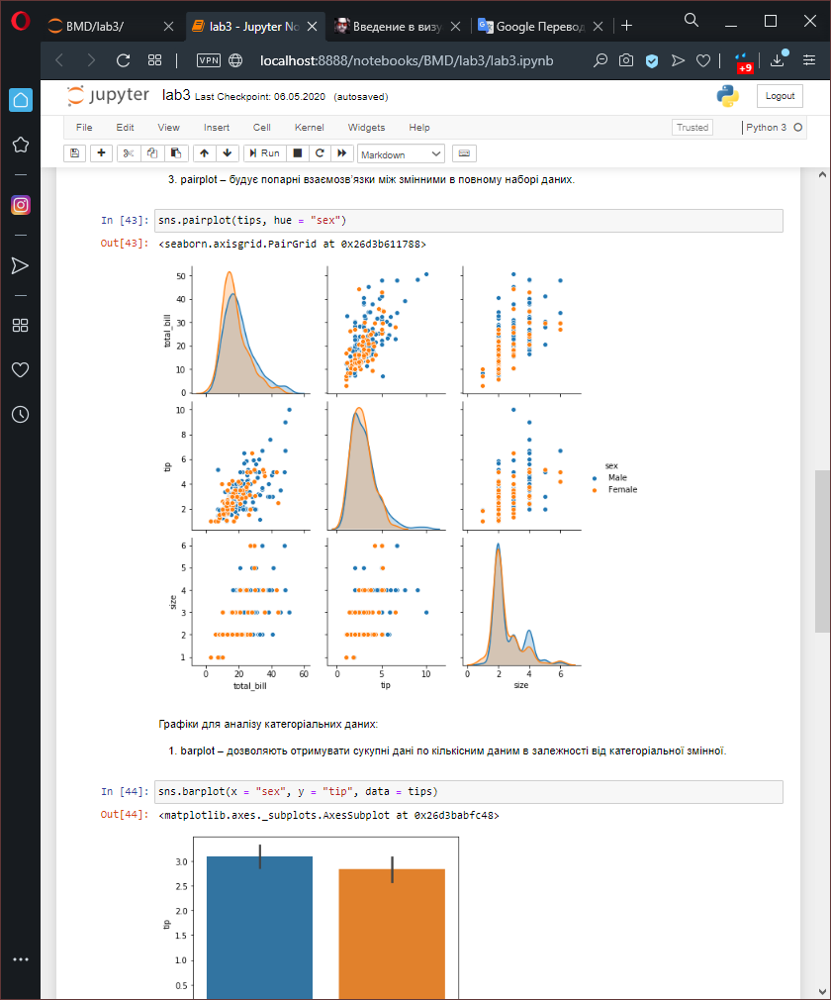 BMD/lab3/
lab3 - Jupyter No
Введение в визу
Google Перевод
VPN
localhost:8888/notebooks/BMD/lab3/lab3.ipynb
+9
jupyter lab3 Last Checkpoint: 06.05.2020 (autosaved)
Logout
File Edit View Insert Cell Kernel Widgets Help
Trusted
Python 3
Run
Markdown
3. pairplot – будує попарні взаємозв'язки між змінними в повному наборі даних.
In [43]: sns.pairplot(tips, hue = "sex")
Out[43]: <seaborn.axisgrid.PairGrid at 0x26d3b611788>
50
40
30
20
10
0
total_bill
10
8
6
4
2
tip
sex
Male
Female
6
5
4
3
2
1
size
0 20 40 60
total_bill
0 5 10
tip
0 2 4 6
size
Графіки для аналізу категоріальних даних:
1. barplot – дозволяють отримувати сукупні дані по кількісним даним в залежності від категоріальної змінної.
In [44]: sns.barplot(x = "sex", y = "tip", data = tips)
Out[44]: <matplotlib.axes._subplots.AxesSubplot at 0x26d3babfc48>
3.0
2.5
2.0
1.5
1.0
0.5
tip